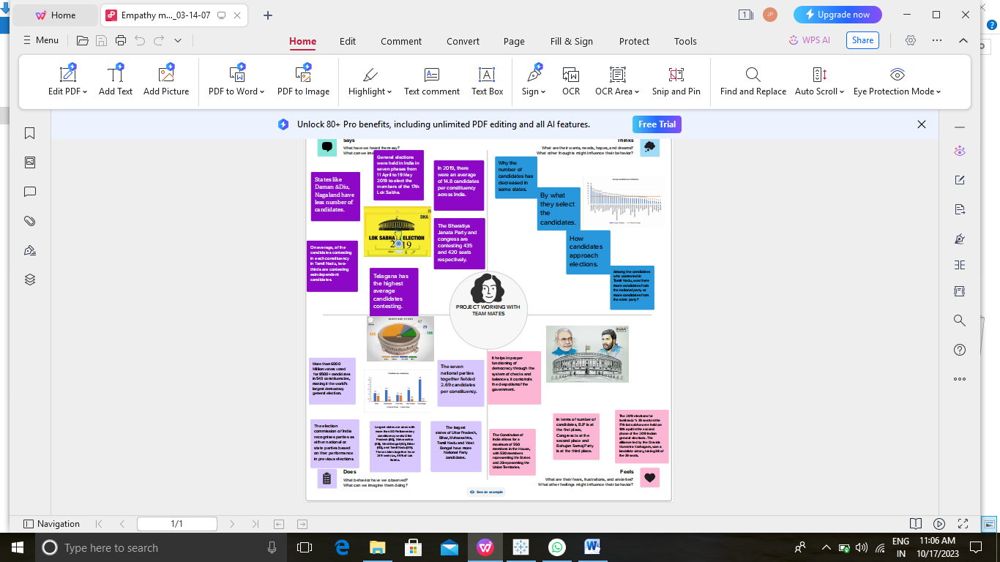 Home
Empathy m..._03-14-07
1
JP
Upgrade now
Menu
Home
Edit
Comment
Convert
Page
Fill & Sign
Protect
Tools
WPS AI
Share
Edit PDF
Add Text
Add Picture
PDF to Word
PDF to Image
Highlight
Text comment
Text Box
Sign
OCR
OCR Area
Snip and Pin
Find and Replace
Auto Scroll
Eye Protection Mode
Unlock 80+ Pro benefits, including unlimited PDF editing and all AI features.
Free Trial
Says
What have we heard them say?
What can we
Thinks
What are their wants, needs, hopes, and dreams?
What other thoughts might influence their behavior?
General elections
were held in India in
seven phases from
11 April to 19 May
2019 to elect the
members of the 17th
Lok Sabha.
In 2019, there
were an average
of 14.8 candidates
per constituency
across India.
States like
Daman &Diu,
Nagaland have
less number of
candidates.
DNA
LOK SABHA ELECTION
2019
The Bharatiya
Janata Party and
congress are
contesting 435
and 420 seats
respectively.
On average, of the
candidates contesting
in each constituency
in Tamil Nadu, two-
thirds are contesting
as independent
candidates.
Telagana has
the highest
average
candidates
contesting.
Why the
number of
candidates has
decreased in
some states.
By what
they select
the
candidates.
How
candidates
approach
elections.
Among the candidates
who contested in
Tamil Nadu, was there
more candidates from
the national party or
more candidates from
the state party?
PROJECT WORKING WITH
TEAM MATES
More than 6000
Million voters voted
for 8500+ candidates
in 543 constituencies,
making it the world's
largest democracy
general election.
Candidates per constituency
The seven
national parties
together fielded
2.69 candidates
per constituency.
The election
commission of India
recognises parties as
either national or
state parties based
on ther performance
in previous elections.
Largest states are ones with
more than 30 Parliamentary
constituency seats: Uttar
Pradesh (80), Maharashtra
(48), West Bengal (42), Bihar
(40), and Tamil Nadu (39).
These states together have
249 seats i.e, 46% of Lok
Sabha.
The largest
states of Uttar Pradesh,
Bihar, Maharashtra,
Tamil Nadu and West
Bengal have more
National Party
candidates.
It helps in proper
functioning of
democracy through the
system of checks and
balances. It controls
the despotism of the
government.
INDIA
The Constitution of
India allows for a
maximum of 550
members in the House,
with 530 members
representing the States
and 20 representing the
Union Territories.
In terms of number of
candidates, BJP is at
the first place,
Congress is at the
second place and
Bahujan Samaj Party
is at the third place.
The 2019 elections for
tamilnadu's 39 seats in the
17th lok sabha were held on
18th april in the second
phase of the 2019 Indian
general elections. The
alliance led by the Dravida
Munnetra Kazhagam, won a
landslide victory, taking 38 of
the 39 seats.
Does
What behavior have we observed?
What can we imagine them doing?
Feels
What are their fears, frustrations, and anxieties?
What other feelings might influence their behavior?
See an example
Navigation
1/1
Type here to search
ENG
IN
11:06 AM
10/17/2023